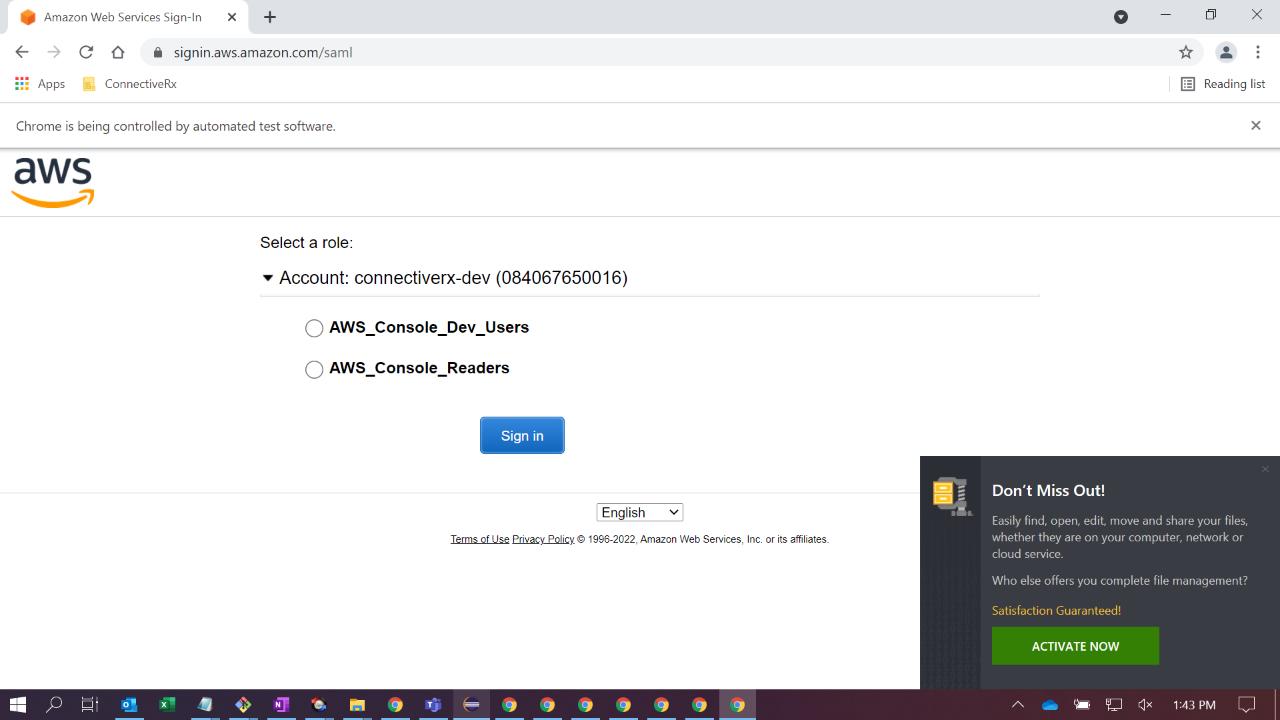 Amazon Web Services Sign-In
signin.aws.amazon.com/saml
Apps
ConnectiveRx
Reading list
Chrome is being controlled by automated test software.
aws
Select a role:
Account: connectiverx-dev (084067650016)
AWS_Console_Dev_Users
AWS_Console_Readers
Sign in
English
Terms of Use Privacy Policy © 1996-2022, Amazon Web Services, Inc. or its affiliates.
Don't Miss Out!
Easily find, open, edit, move and share your files,
whether they are on your computer, network or
cloud service.
Who else offers you complete file management?
Satisfaction Guaranteed!
ACTIVATE NOW
1:43 PM